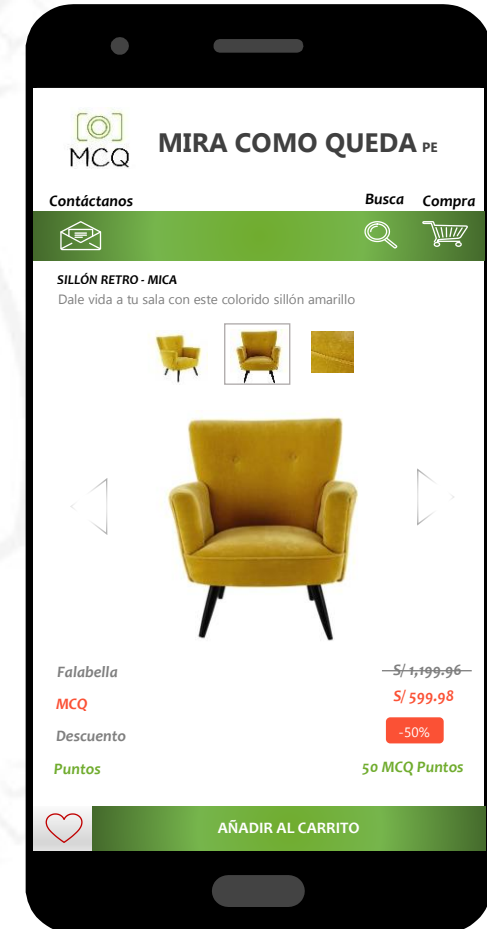 MCQ
MIRA COMO QUEDA PE
Contáctanos
Busca
Compra
SILLÓN RETRO - MICA
Dale vida a tu sala con este colorido sillón amarillo
Falabella
S/ 1,199.96
MCQ
S/ 599.98
Descuento
-50%
Puntos
50 MCQ Puntos
AÑADIR AL CARRITO